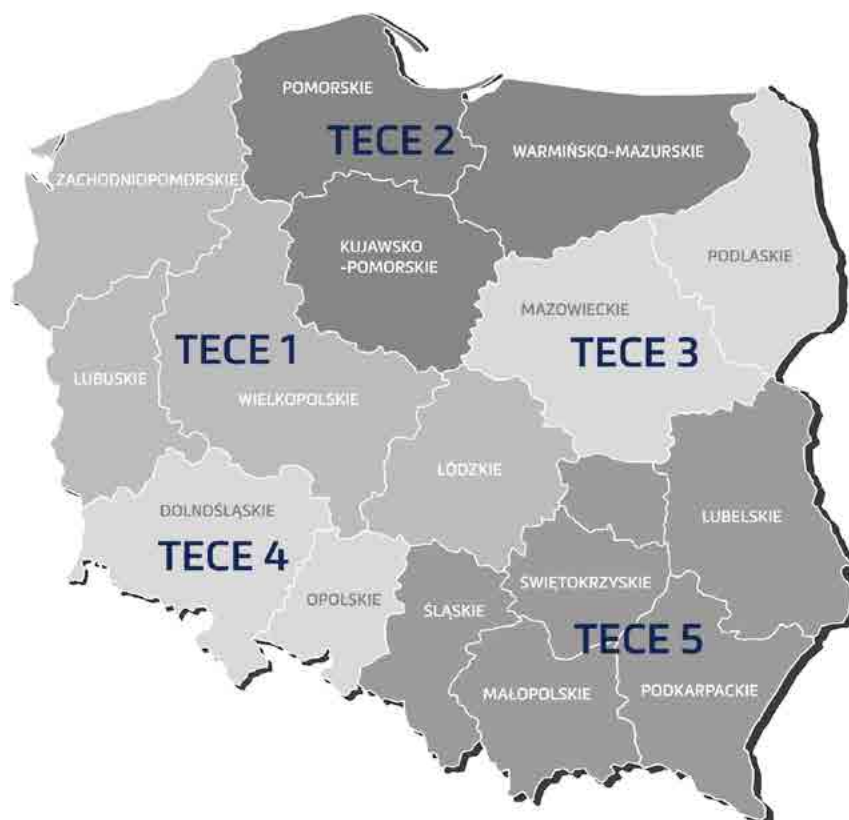 POMORSKIE
TECE 2
WARMIŃSKO-MAZURSKIE
ZACHODNIOPOMORSKIE
KUJAWSKO
-POMORSKIE
PODLASKIE
MAZOWIECKIE
TECE 1
TECE 3
LUBUSKIE
WIELKOPOLSKIE
ŁÓDZKIE
DOLNOŚLĄSKIE
LUBELSKIE
TECE 4
OPOLSKIE
ŚLĄSKIE
ŚWIĘTOKRZYSKIE
TECE 5
MAŁOPOLSKIE
PODKARPACKIE